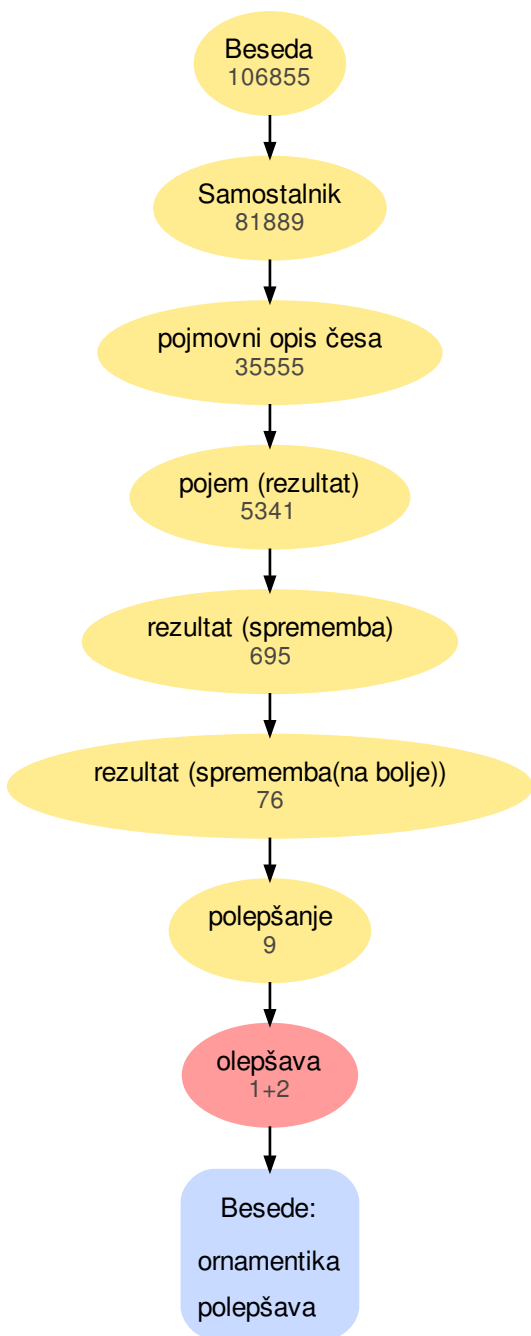 Beseda
106855
Samostalnik
81889
pojmovni opis česa
35555
pojem (rezultat)
5341
rezultat (sprememba)
695
rezultat (sprememba(na bolje))
76
polepšanje
9
olepšava
1+2
Besede:
ornamentika
polepšava